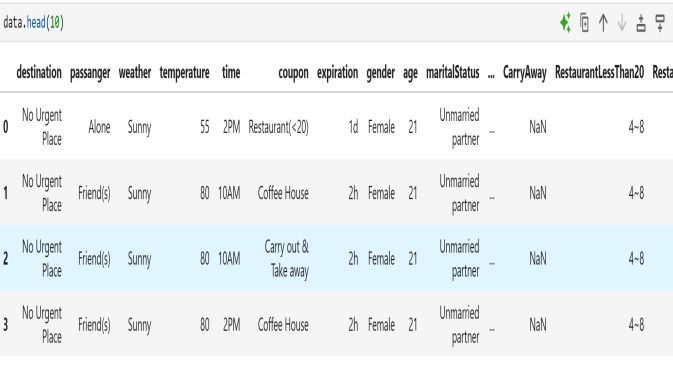 data.head(10)
destination passanger weather temperature time coupon expiration gender age maritalStatus ... CarryAway RestaurantLessThan20 Resta
0 No Urgent Place Alone Sunny 55 2PM Restaurant(<20) 1d Female 21 Unmarried partner ... NaN 4~8
1 No Urgent Place Friend(s) Sunny 80 10AM Coffee House 2h Female 21 Unmarried partner ... NaN 4~8
2 No Urgent Place Friend(s) Sunny 80 10AM Carry out & Take away 2h Female 21 Unmarried partner ... NaN 4~8
3 No Urgent Place Friend(s) Sunny 80 2PM Coffee House 2h Female 21 Unmarried partner ... NaN 4~8